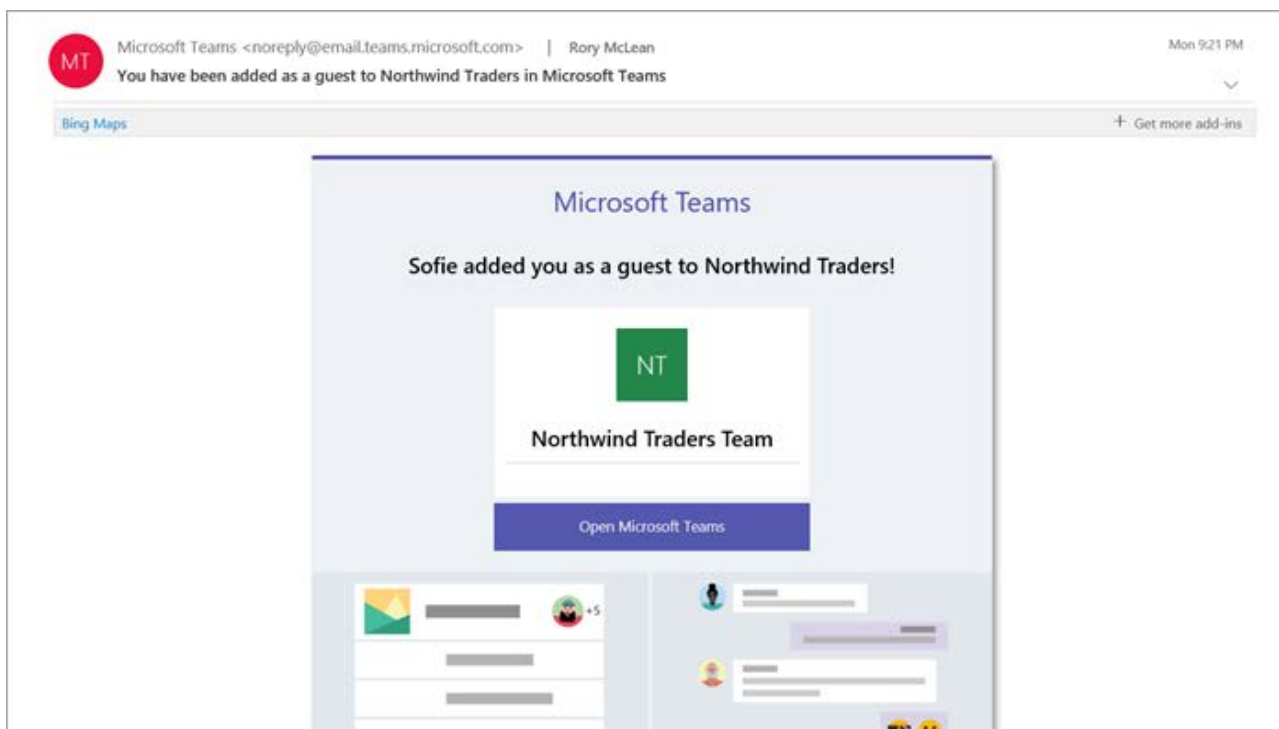 MT
Microsoft Teams <noreply@email.teams.microsoft.com> | Rory McLean
Mon 9:21 PM
You have been added as a guest to Northwind Traders in Microsoft Teams
Bing Maps
+ Get more add-ins
Microsoft Teams
Sofie added you as a guest to Northwind Traders!
NT
Northwind Traders Team
Open Microsoft Teams
+5